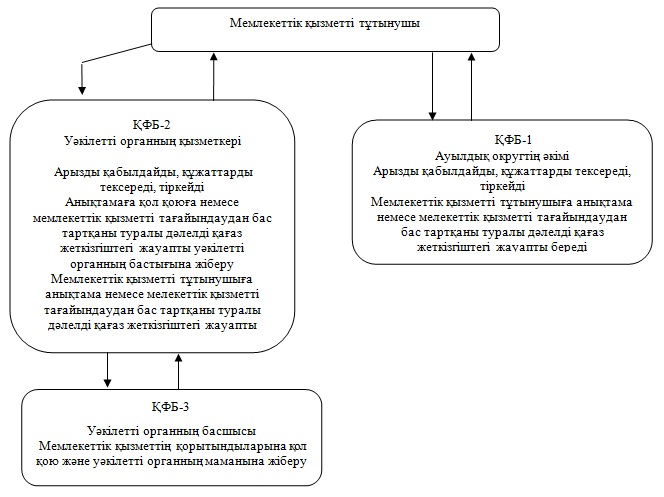 Мемлекеттік қызметті тұтынушы
ҚФБ-2
Уәкілетті органның қызметкері
Арызды қабылдайды, құжаттарды
тексереді, тіркейді
Анықтамаға қол қоюға немесе
мемлекеттік қызметті тағайындаудан бас
тартқаны туралы дәлелді қағаз
жеткізгіштегі жауапты уәкілетті
органның бастығына жіберу
Мемлекеттік қызметті тұтынушыға
анықтама немесе мелекеттік қызметті
тағайындаудан бас тартқаны туралы
дәлелді қағаз жеткізгіштегі жауапты
ҚФБ-1
Ауылдық округтің әкімі
Арызды қабылдайды, құжаттарды тексереді,
тіркейді
Мемлекеттік қызметті тұтынушыға анықтама
немесе мелекеттік қызметті тағайындаудан
бас тартқаны туралы дәлелді қағаз
жеткізгіштегі жауапты береді
ҚФБ-3
Уәкілетті органның басшысы
Мемлекеттік қызметтің қорытындыларына қол
қою және уәкілетті органның маманына жіберу